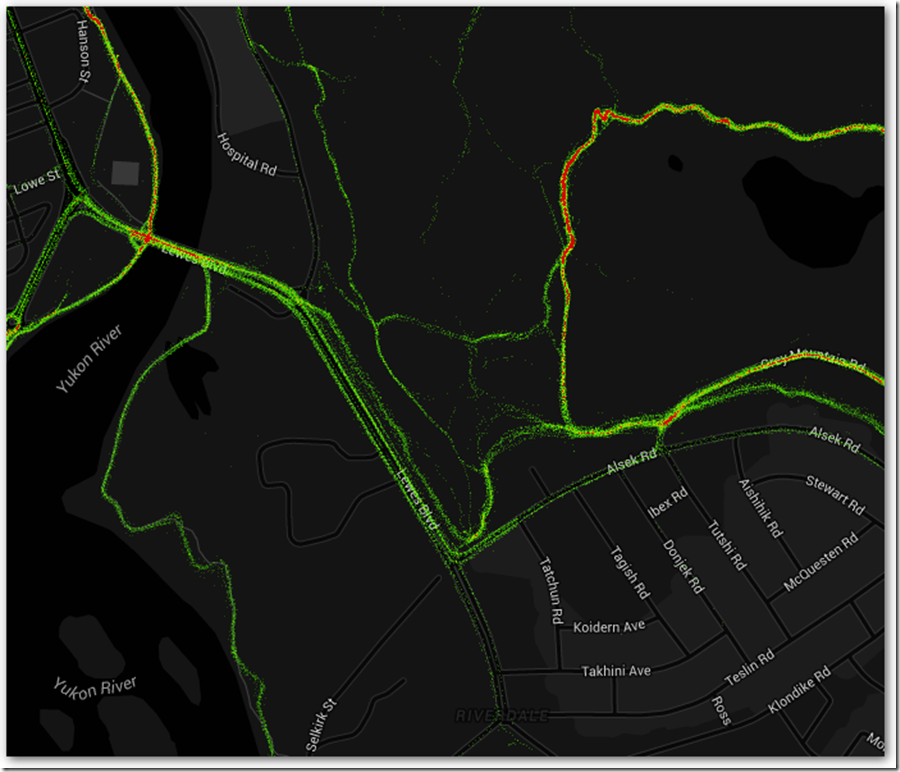 Hanson St
Hospital Rd
Lowe St
Lewes Blvd
Yukon River
Grey Mountain Rd
Alsek Rd
Alsek Rd
Lewes Blvd
Stewart Rd
Ibex Rd
Aishihik Rd
Tutshi Rd
Donjek Rd
Tagish Rd
Tatchun Rd
McQuesten Rd
Koidern Ave
Takhini Ave
Teslin Rd
Yukon River
Klondike Rd
Selkirk St
RIVERDALE
Ross